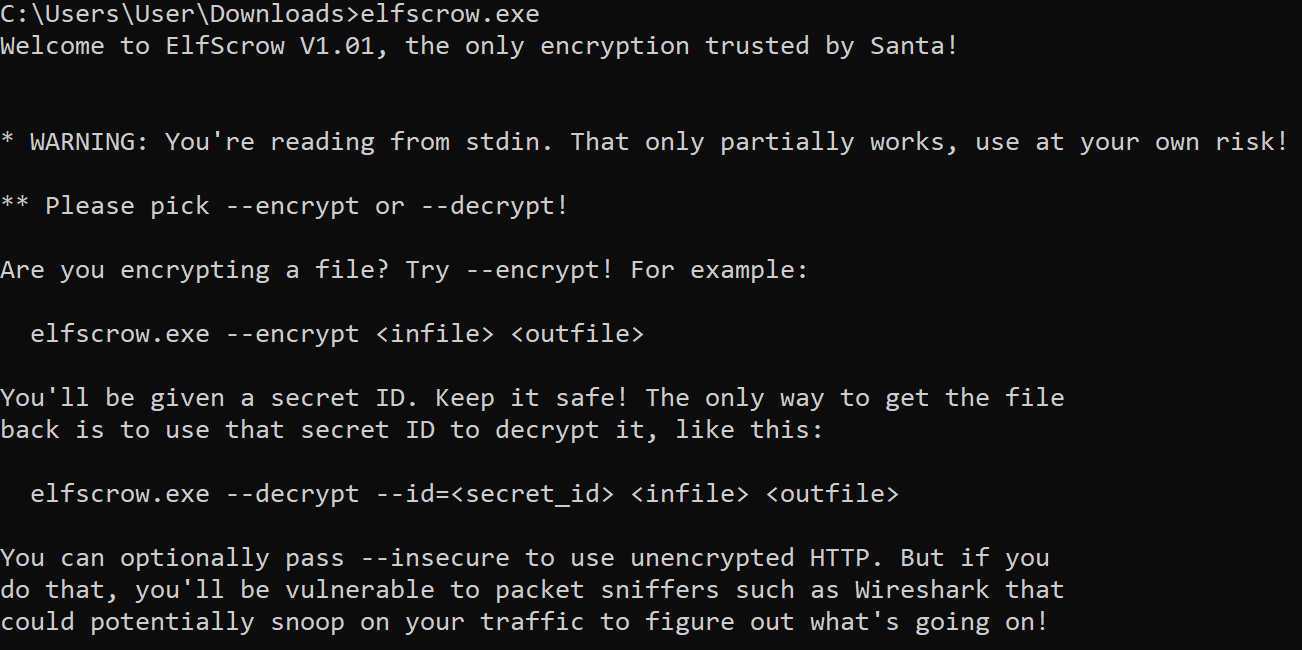 C:\Users\User\Downloads>elfscrow.exe
Welcome to ElfScrow V1.01, the only encryption trusted by Santa!
* WARNING: You're reading from stdin. That only partially works, use at your own risk!
** Please pick --encrypt or --decrypt!
Are you encrypting a file? Try --encrypt! For example:
  elfscrow.exe --encrypt <infile> <outfile>
You'll be given a secret ID. Keep it safe! The only way to get the file
back is to use that secret ID to decrypt it, like this:
  elfscrow.exe --decrypt --id=<secret_id> <infile> <outfile>
You can optionally pass --insecure to use unencrypted HTTP. But if you
do that, you'll be vulnerable to packet sniffers such as Wireshark that
could potentially snoop on your traffic to figure out what's going on!